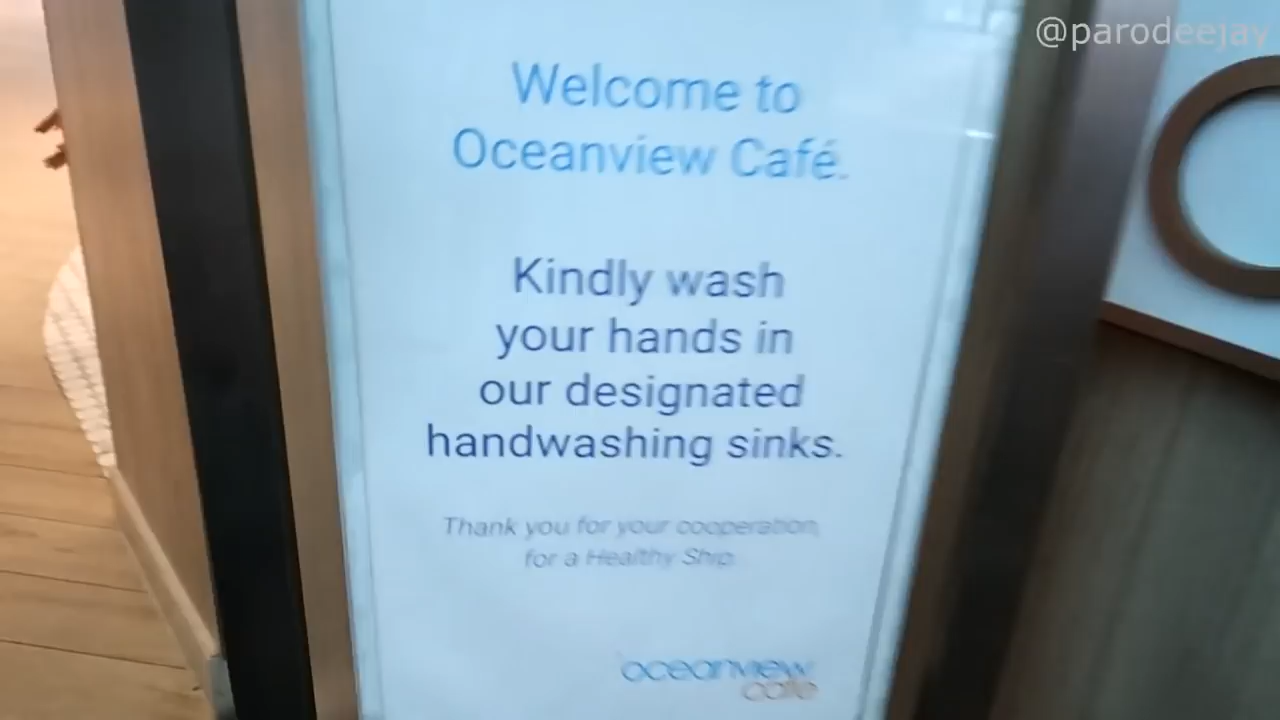 @parodeejay
Welcome to
Oceanview Café.
Kindly wash
your hands in
our designated
handwashing sinks.
Thank you for your cooperation,
for a Healthy Ship.
oceanview
café